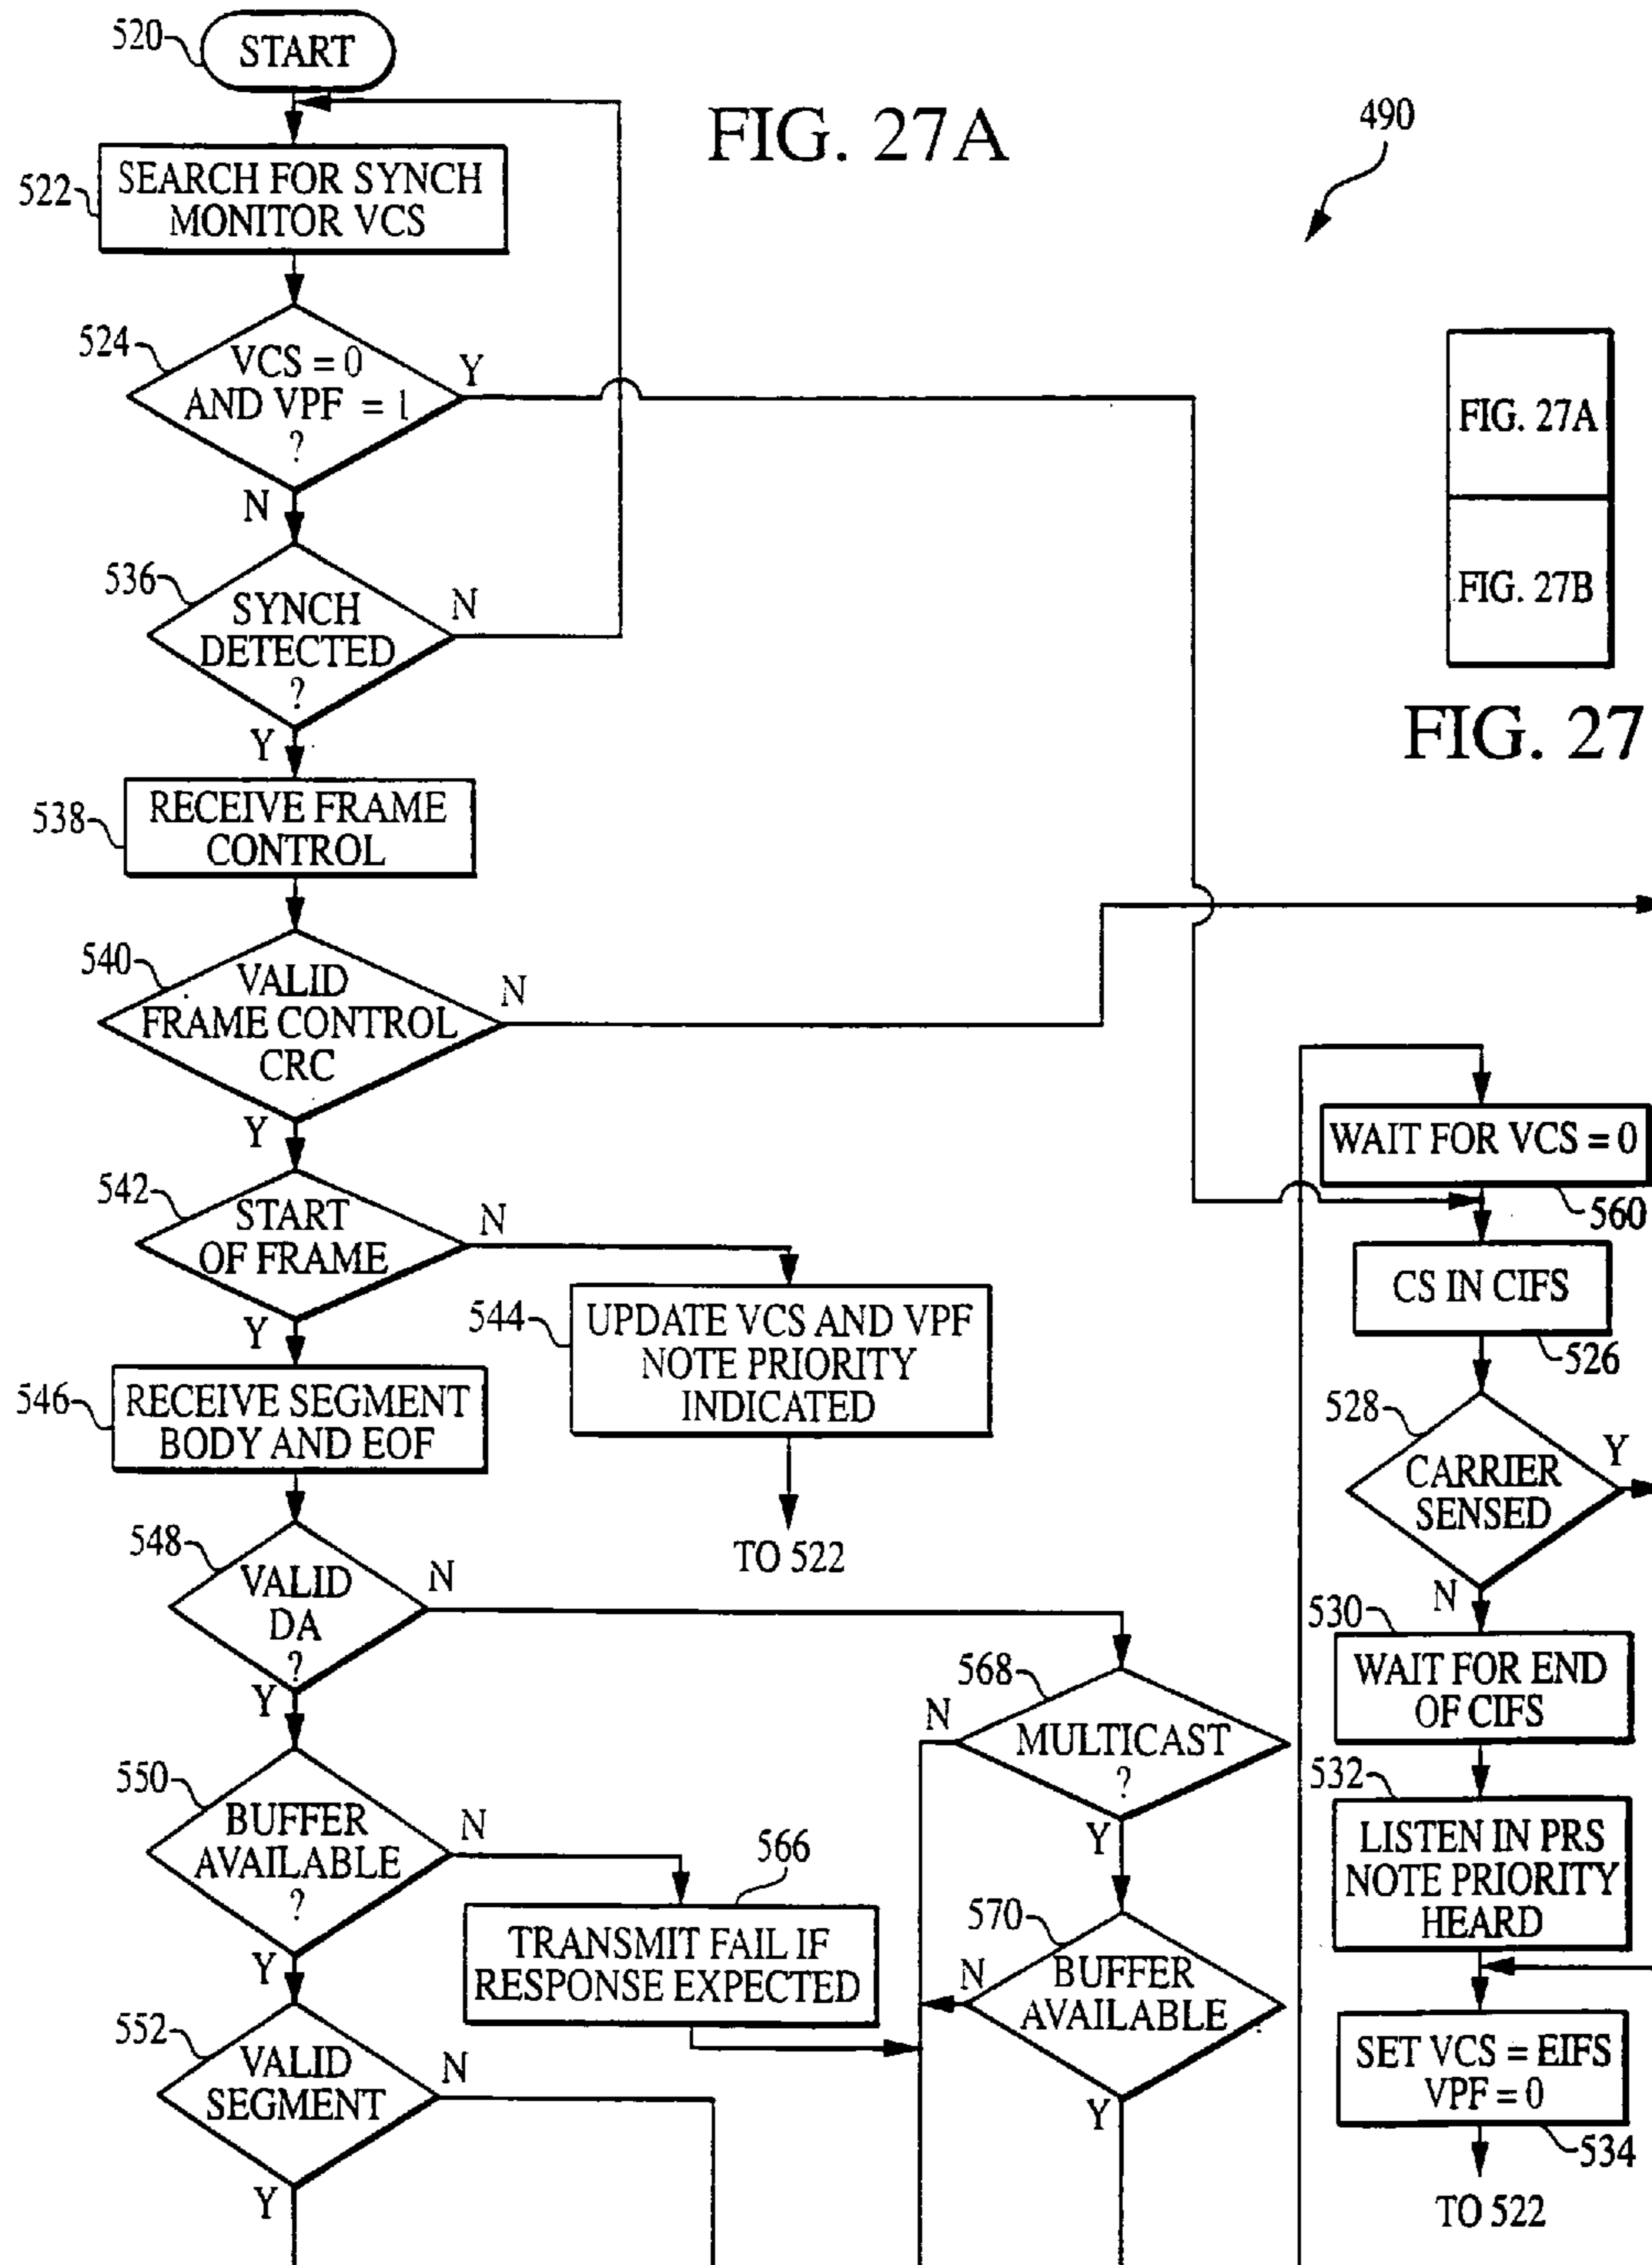 520
START
FIG. 27A
490
522
SEARCH FOR SYNCH
MONITOR VCS
524
VCS = 0
AND VPF = 1
?
Y
N
FIG. 27A
FIG. 27B
FIG. 27
536
SYNCH
DETECTED
?
N
Y
538
RECEIVE FRAME
CONTROL
540
VALID
FRAME CONTROL
CRC
N
Y
542
START
OF FRAME
N
Y
544
UPDATE VCS AND VPF
NOTE PRIORITY
INDICATED
TO 522
546
RECEIVE SEGMENT
BODY AND EOF
548
VALID
DA
?
N
Y
550
BUFFER
AVAILABLE
?
N
Y
566
TRANSMIT FAIL IF
RESPONSE EXPECTED
552
VALID
SEGMENT
N
Y
568
MULTICAST
?
N
Y
570
BUFFER
AVAILABLE
N
Y
WAIT FOR VCS = 0
560
CS IN CIFS
526
528
CARRIER
SENSED
Y
N
530
WAIT FOR END
OF CIFS
532
LISTEN IN PRS
NOTE PRIORITY
HEARD
SET VCS = EIFS
VPF = 0
534
TO 522